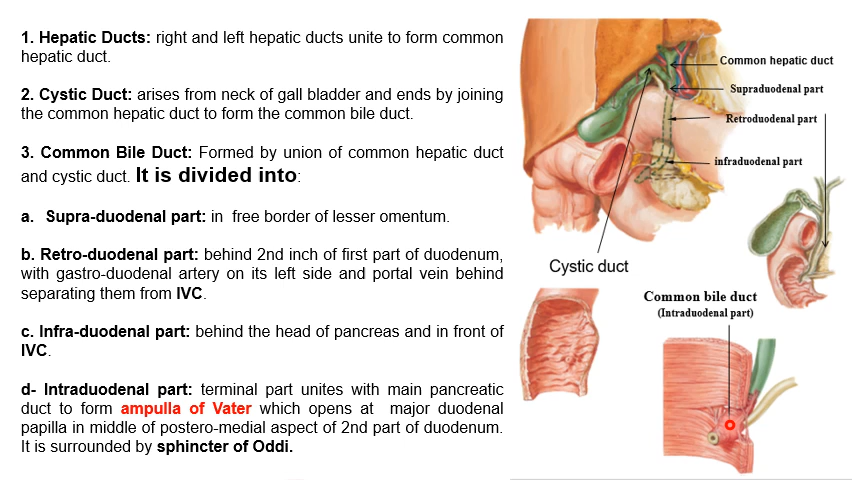 1. Hepatic Ducts: right and left hepatic ducts unite to form common
hepatic duct.
2. Cystic Duct: arises from neck of gall bladder and ends by joining
the common hepatic duct to form the common bile duct.
3. Common Bile Duct: Formed by union of common hepatic duct
and cystic duct. It is divided into:
a. Supra-duodenal part: in free border of lesser omentum.
b. Retro-duodenal part: behind 2nd inch of first part of duodenum,
with gastro-duodenal artery on its left side and portal vein behind
separating them from IVC.
c. Infra-duodenal part: behind the head of pancreas and in front of
IVC.
d- Intraduodenal part: terminal part unites with main pancreatic
duct to form ampulla of Vater which opens at major duodenal
papilla in middle of postero-medial aspect of 2nd part of duodenum.
It is surrounded by sphincter of Oddi.
Common hepatic duct
Supraduodenal part
Retroduodenal part
infraduodenal part
Cystic duct
Common bile duct
(Intraduodenal part)